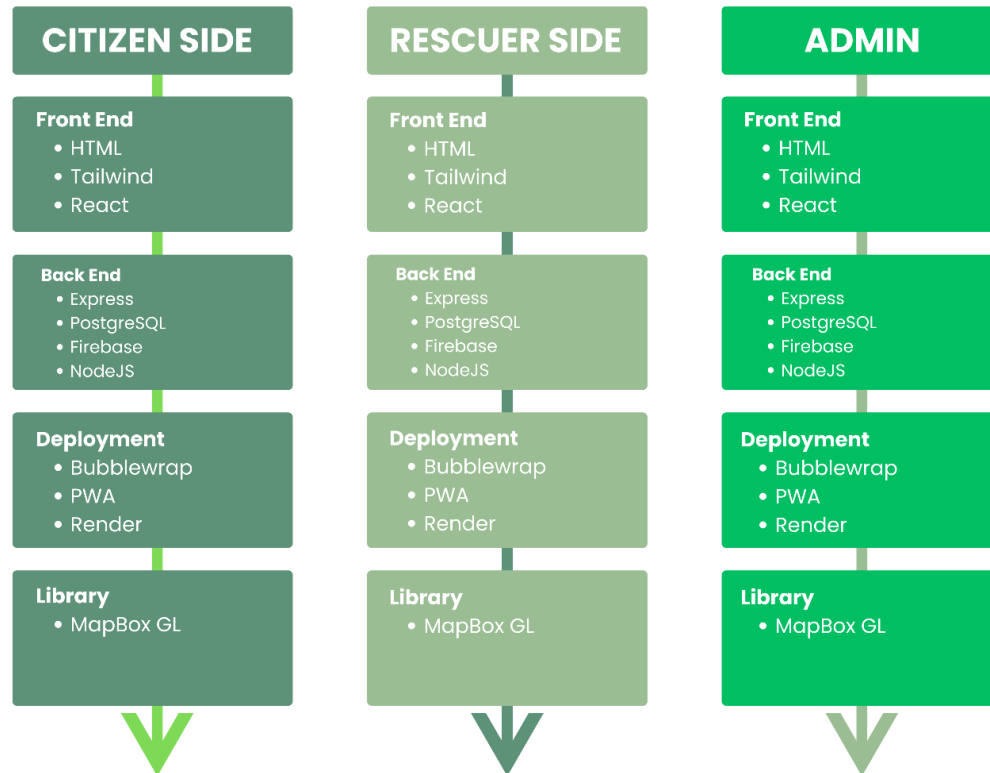 CITIZEN SIDE
Front End
• HTML
• Tailwind
• React
Back End
• Express
• PostgreSQL
• Firebase
• NodeJS
Deployment
• Bubblewrap
• PWA
• Render
Library
• MapBox GL
RESCUER SIDE
Front End
• HTML
• Tailwind
• React
Back End
• Express
• PostgreSQL
• Firebase
• NodeJS
Deployment
• Bubblewrap
• PWA
• Render
Library
• MapBox GL
ADMIN
Front End
• HTML
• Tailwind
• React
Back End
• Express
• PostgreSQL
• Firebase
• NodeJS
Deployment
• Bubblewrap
• PWA
• Render
Library
• MapBox GL